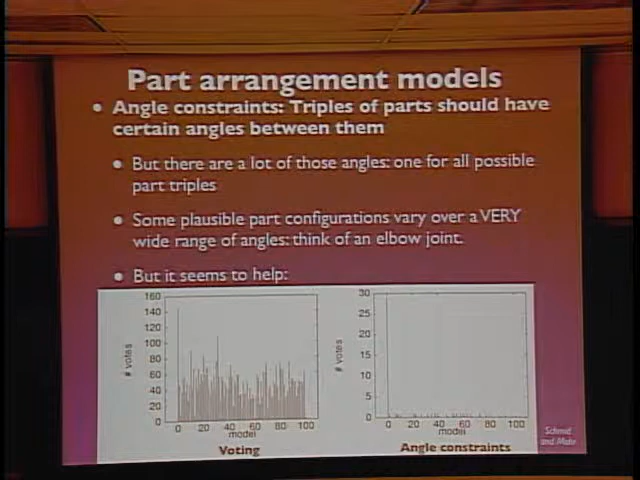 Part arrangement models
• Angle constraints: Triples of parts should have
certain angles between them
• But there are a lot of those angles: one for all possible
part triples
• Some plausible part configurations vary over a VERY
wide range of angles: think of an elbow joint.
• But it seems to help:
160
140
120
100
80
60
40
20
0
# votes
0 20 40 60 80 100
model
Voting
30
25
20
15
10
5
0
# votes
0 20 40 60 80 100
model
Angle constraints
Schmid
and Mohr